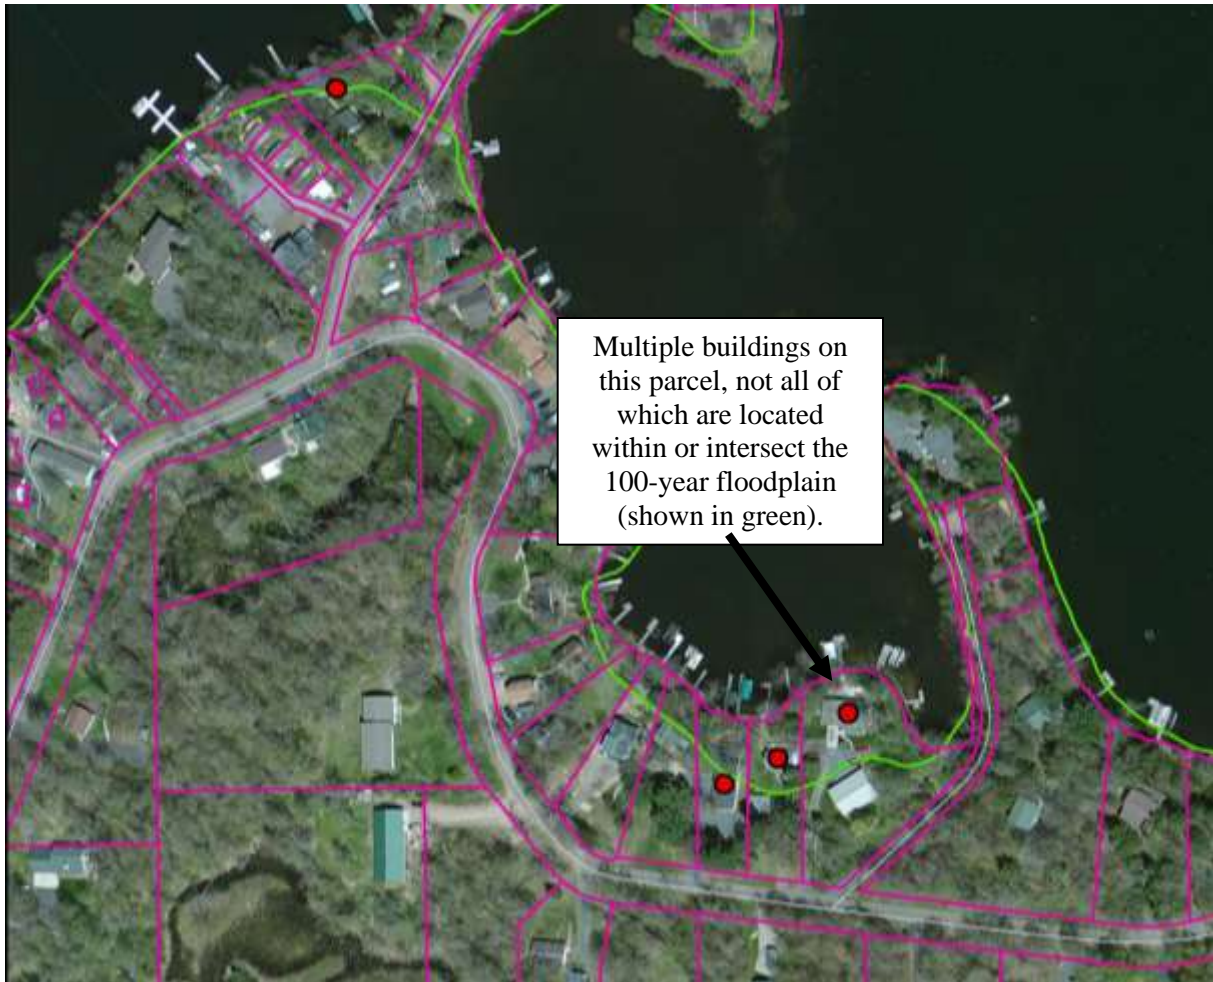 Multiple buildings on
this parcel, not all of
which are located
within or intersect the
100-year floodplain
(shown in green).